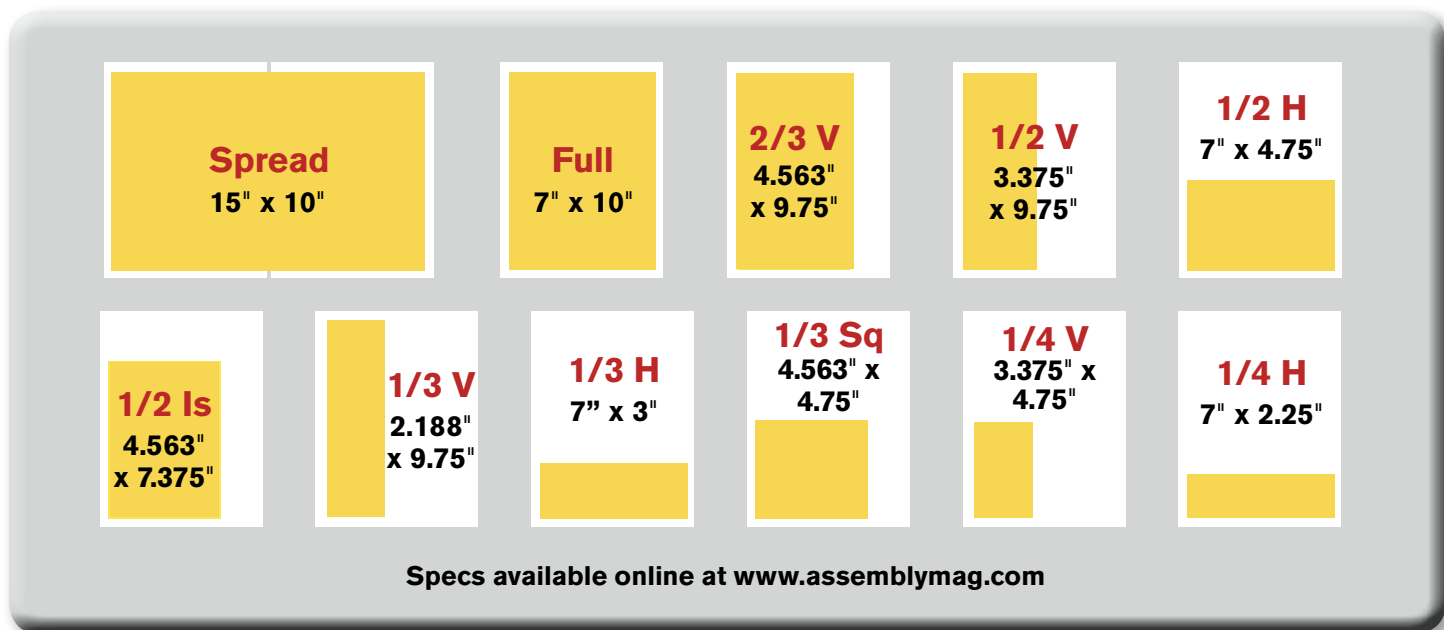 Spread
15" x 10"
Full
7" x 10"
2/3 V
4.563"
x 9.75"
1/2 V
3.375"
x 9.75"
1/2 H
7" x 4.75"
1/2 Is
4.563"
x 7.375"
1/3 V
2.188"
x 9.75"
1/3 H
7” x 3"
1/3 Sq
4.563" x
4.75"
1/4 V
3.375" x
4.75"
1/4 H
7" x 2.25"
Specs available online at www.assemblymag.com